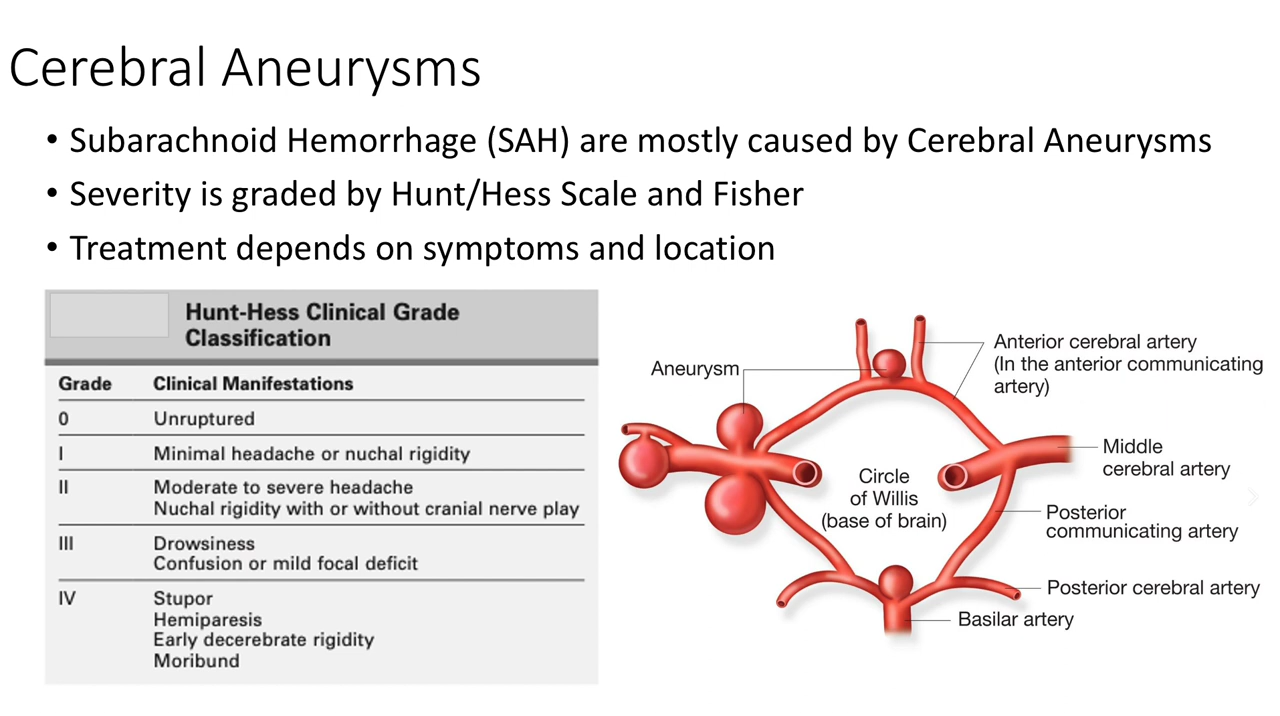 Cerebral Aneurysms
• Subarachnoid Hemorrhage (SAH) are mostly caused by Cerebral Aneurysms
• Severity is graded by Hunt/Hess Scale and Fisher
• Treatment depends on symptoms and location
Hunt-Hess Clinical Grade
Classification
Grade Clinical Manifestations
0 Unruptured
I Minimal headache or nuchal rigidity
II Moderate to severe headache
Nuchal rigidity with or without cranial nerve play
III Drowsiness
Confusion or mild focal deficit
IV Stupor
Hemiparesis
Early decerebrate rigidity
Moribund
Aneurysm
Anterior cerebral artery
(In the anterior communicating
artery)
Middle
cerebral artery
Circle
of Willis
(base of brain)
Posterior
communicating artery
Posterior cerebral artery
Basilar artery